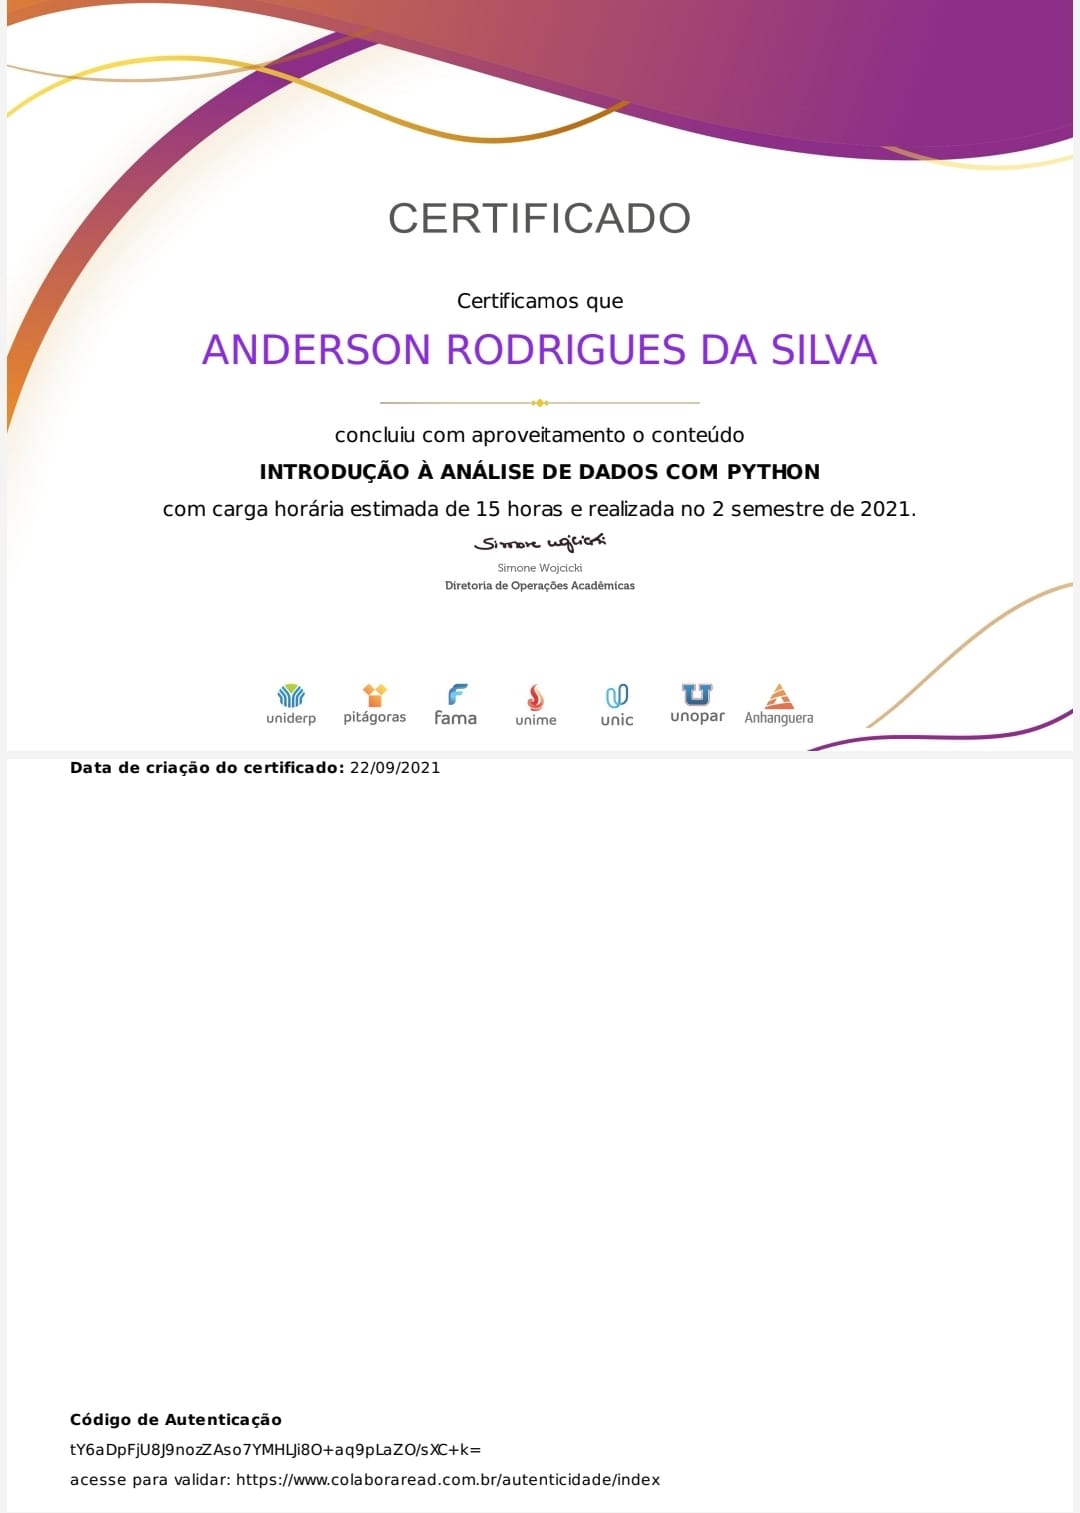 CERTIFICADO
Certificamos que
ANDERSON RODRIGUES DA SILVA
concluiu com aproveitamento o conteúdo
INTRODUÇÃO À ANÁLISE DE DADOS COM PYTHON
com carga horária estimada de 15 horas e realizada no 2 semestre de 2021.
Simone Wojcicki
Simone Wojcicki
Diretoria de Operações Acadêmicas
uniderp pitágoras fama unime unic unopar Anhanguera
Data de criação do certificado: 22/09/2021
Código de Autenticação
tY6aDpFjU8J9nozZAso7YMHLJi8O+aq9pLaZO/sXC+k=
acesse para validar: https://www.colaboraread.com.br/autenticidade/index